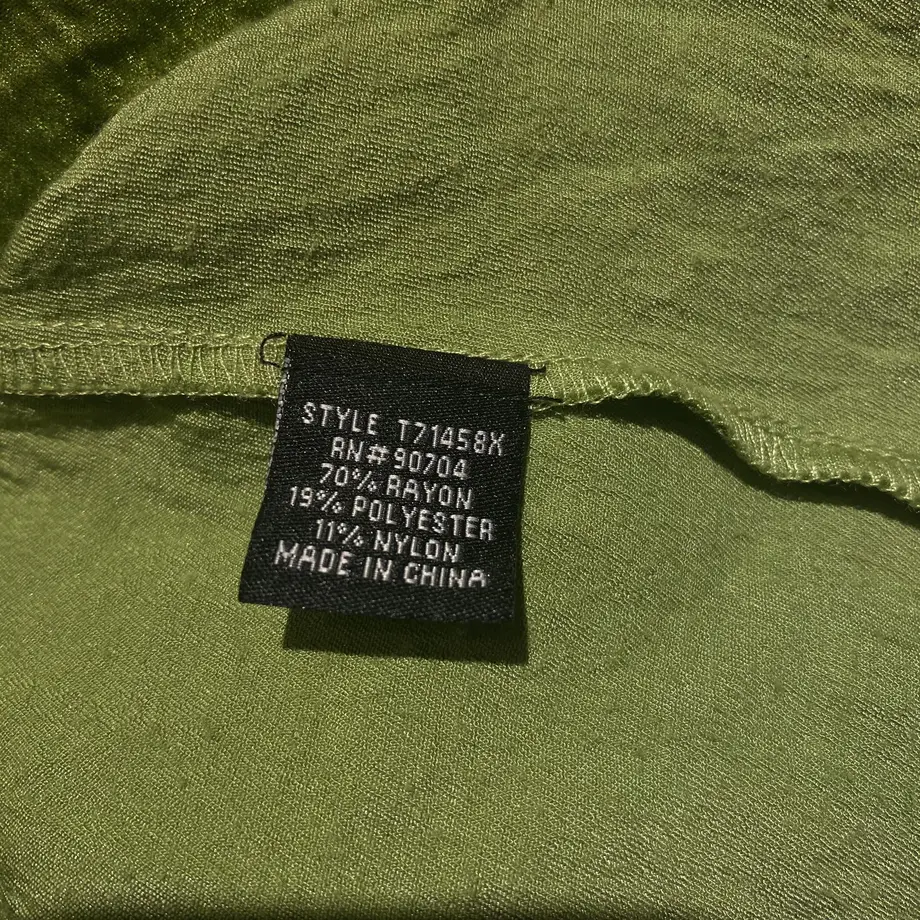 STYLE T71458X
RN#90704
70% RAYON
19% POLYESTER
11% NYLON
MADE IN CHINA